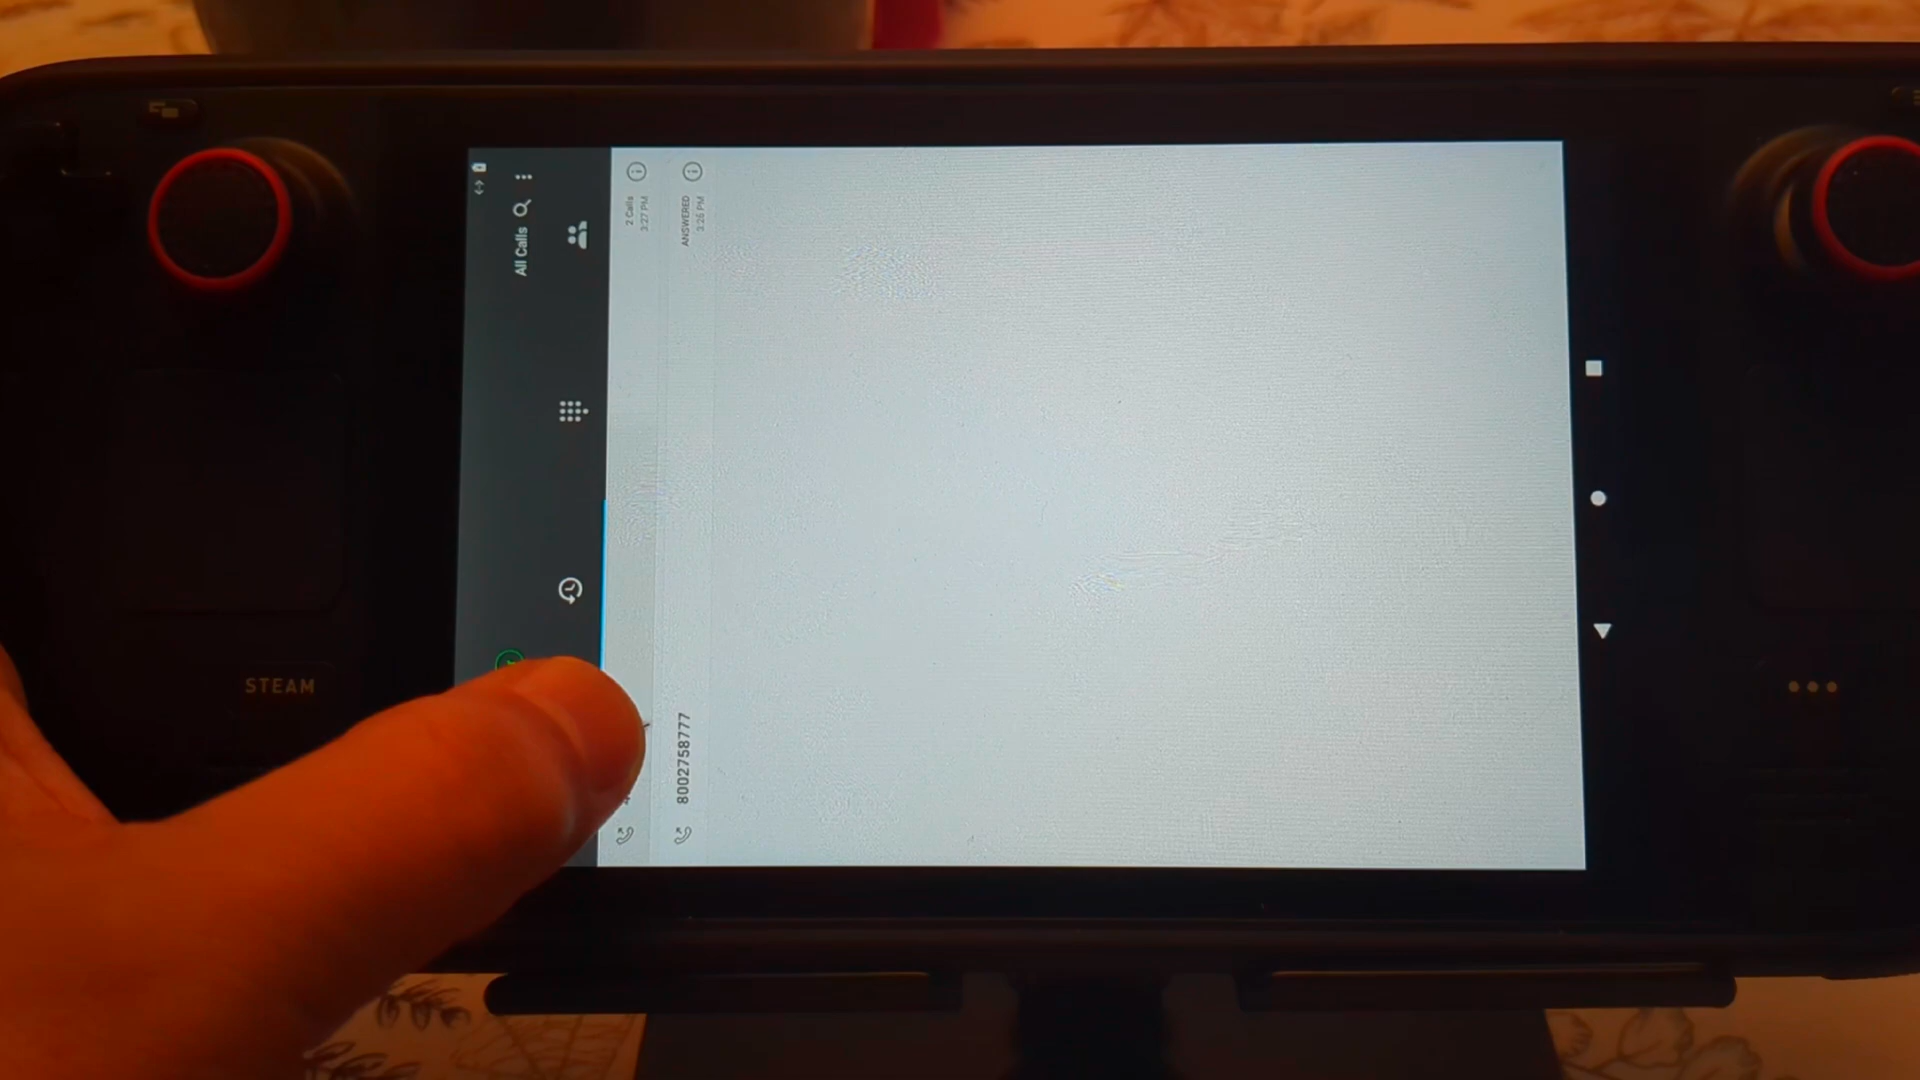 All Calls
2 Calls
3:27 PM
8002758777
ANSWERED
3:26 PM
STEAM